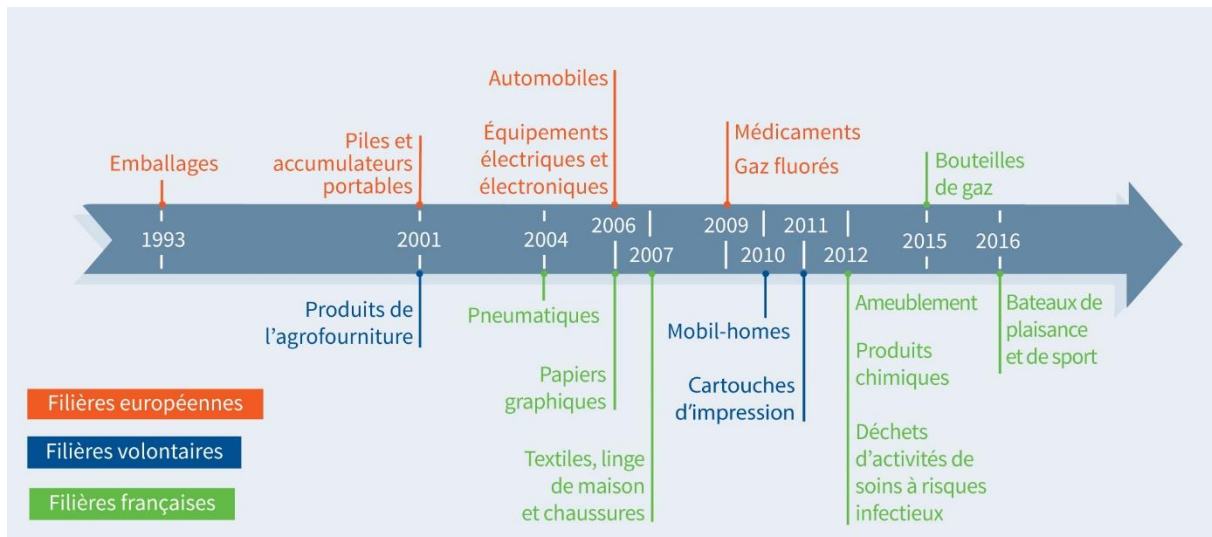 Automobiles
Équipements
électriques et
électroniques
Piles et
accumulateurs
portables
Emballages
Médicaments
Gaz fluorés
Bouteilles
de gaz
1993
2001
2004
2006
2007
2009
2010
2011
2012
2015
2016
Produits de
l'agrofourniture
Pneumatiques
Papiers
graphiques
Textiles, linge
de maison
et chaussures
Mobil-homes
Cartouches
d'impression
Ameublement
Produits
chimiques
Déchets
d'activités de
soins à risques
infectieux
Bateaux de
plaisance
et de sport
Filières européennes
Filières volontaires
Filières françaises